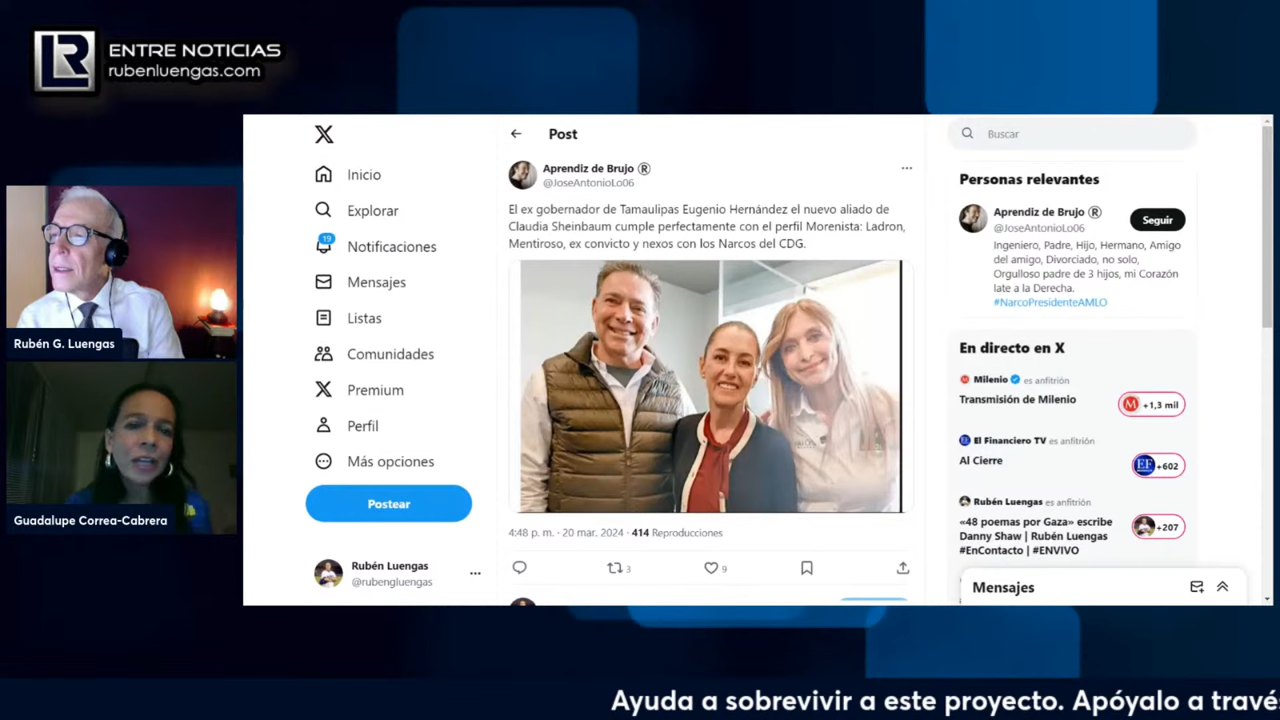 LR
ENTRE NOTICIAS
rubenluengas.com
Rubén G. Luengas
Guadalupe Correa-Cabrera
X
Inicio
Explorar
19
Notificaciones
Mensajes
Listas
Comunidades
X
Premium
Perfil
Más opciones
Postear
Rubén Luengas
@rubengluengas
...
← Post
Aprendiz de Brujo Ⓡ
@JoseAntonioLo06
...
El ex gobernador de Tamaulipas Eugenio Hernández el nuevo aliado de
Claudia Sheinbaum cumple perfectamente con el perfil Morenista: Ladron,
Mentiroso, ex convicto y nexos con los Narcos del CDG.
4:48 p. m. · 20 mar. 2024 · 414 Reproducciones
3
9
Buscar
Personas relevantes
Aprendiz de Brujo Ⓡ
@JoseAntonioLo06
Seguir
Ingeniero, Padre, Hijo, Hermano, Amigo
del amigo, Divorciado, no solo,
Orgulloso padre de 3 hijos, mi Corazón
late a la Derecha.
#NarcoPresidenteAMLO
En directo en X
Milenio es anfitrión
Transmisión de Milenio
M +1,3 mil
El Financiero TV es anfitrión
Al Cierre
EF +602
Rubén Luengas es anfitrión
«48 poemas por Gaza» escribe
Danny Shaw | Rubén Luengas
#EnContacto | #ENVIVO
+207
Mensajes
Ayuda a sobrevivir a este proyecto. Apóyalo a travé